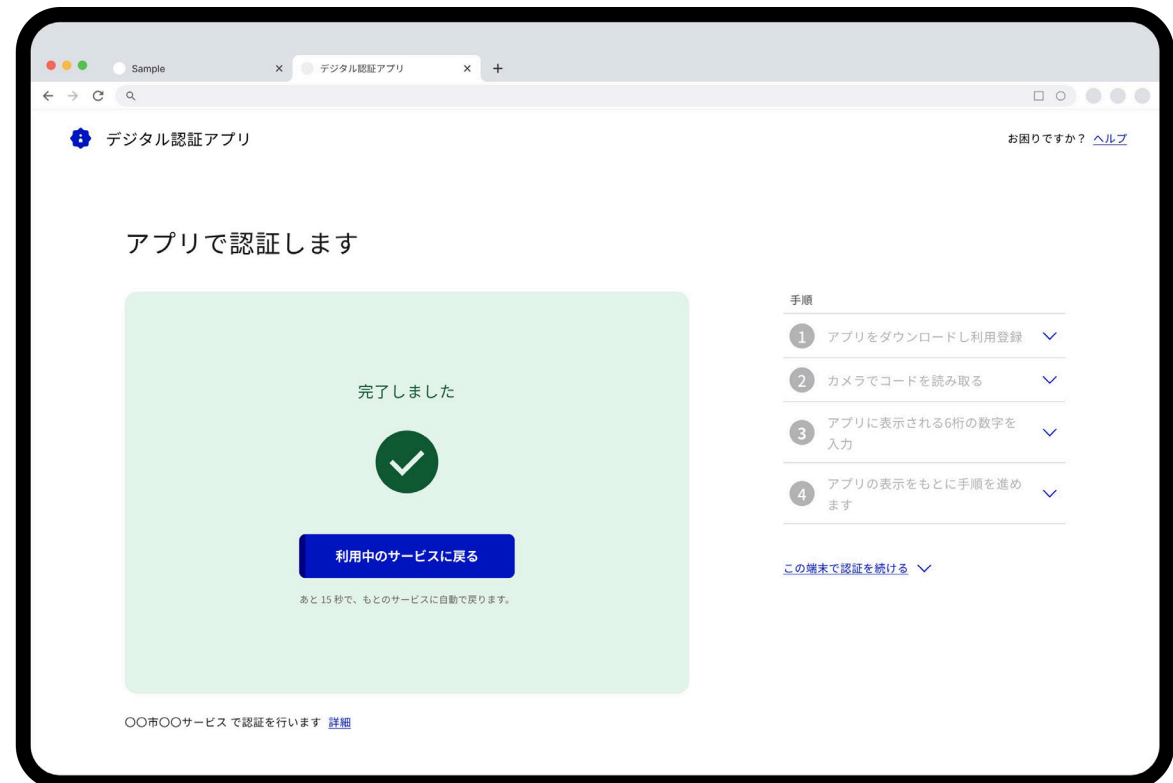 Sample
デジタル認証アプリ
デジタル認証アプリ
お困りですか? ヘルプ
アプリで認証します
完了しました
利用中のサービスに戻る
あと 15 秒で、もとのサービスに自動で戻ります。
手順
1 アプリをダウンロードし利用登録
2 カメラでコードを読み取る
3 アプリに表示される6桁の数字を
入力
4 アプリの表示をもとに手順を進め
ます
この端末で認証を続ける
〇〇市〇〇サービス で認証を行います 詳細